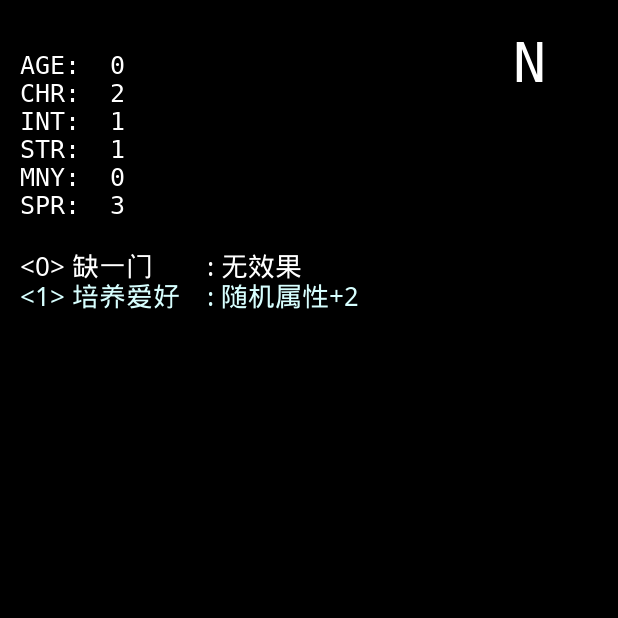 N
AGE: 0
CHR: 2
INT: 1
STR: 1
MNY: 0
SPR: 3
<0> 缺一门 : 无效果
<1> 培养爱好 : 随机属性+2